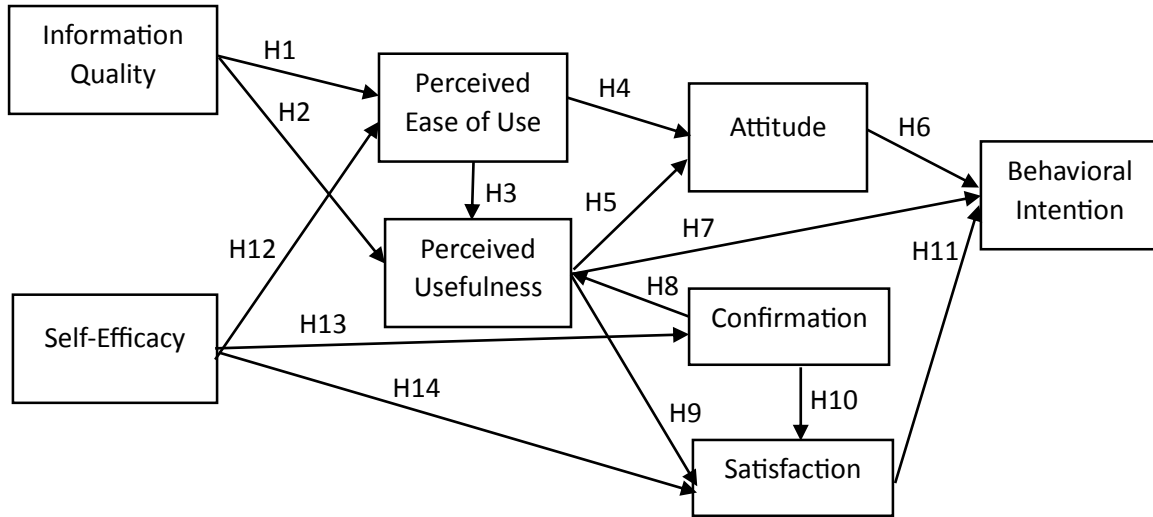 Information
Quality
H1
H2
Perceived
Ease of Use
H4
Attitude
H6
Behavioral
Intention
H3
H5
H7
H12
Perceived
Usefulness
H8
H11
Self-Efficacy
H13
Confirmation
H14
H9
H10
Satisfaction